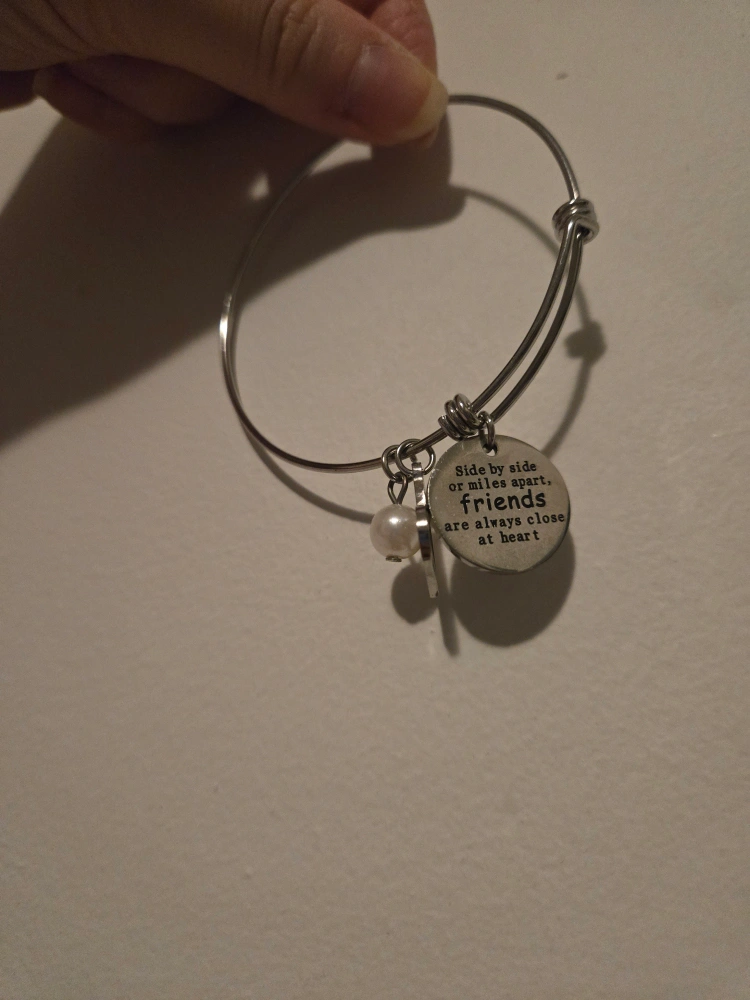 Side by side
or miles apart,
friends
are always close
at heart